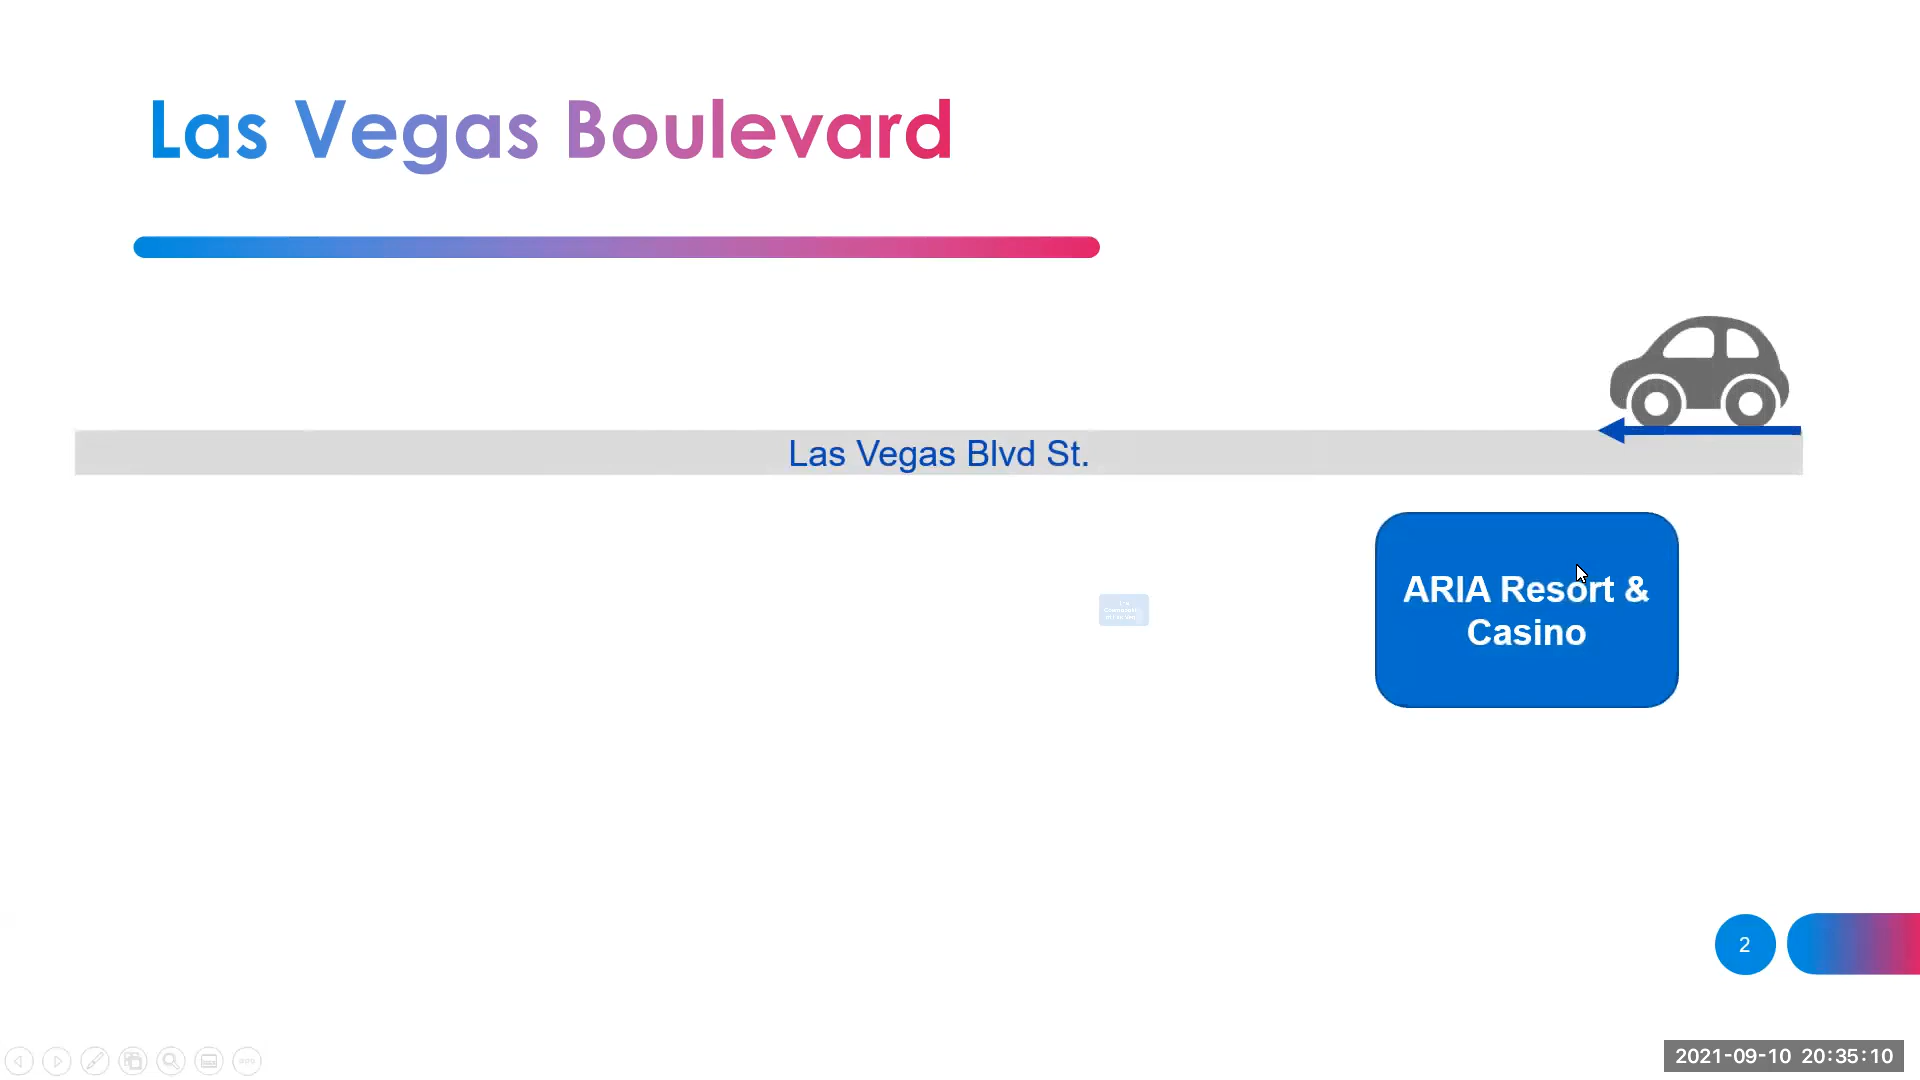 Las Vegas Boulevard
Las Vegas Blvd St.
ARIA Resort &
Casino
2
2021-09-10 20:35:10